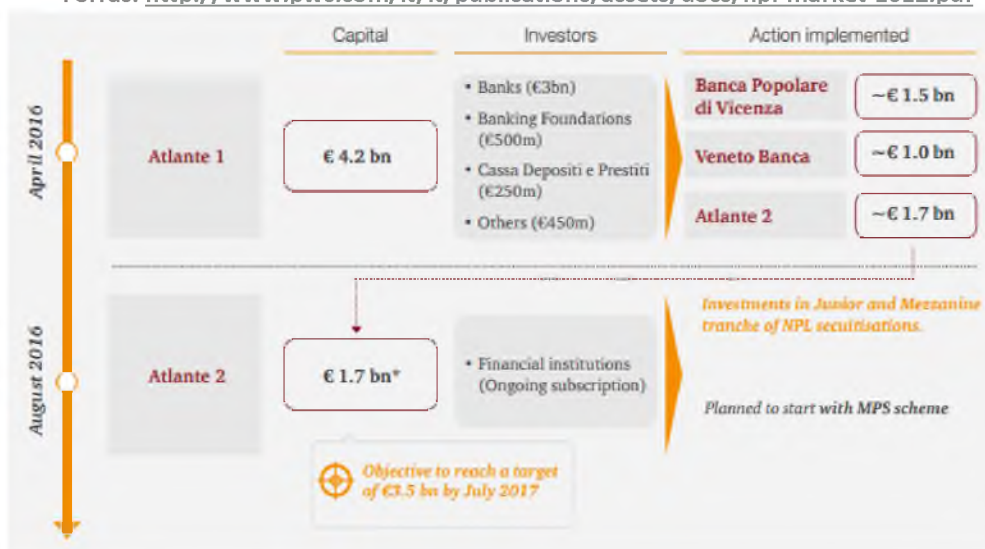 Capital
Investors
Action implemented
April 2016
Atlante 1
€ 4.2 bn
• Banks (€3bn)
• Banking Foundations
(€500m)
• Cassa Depositi e Prestiti
(€250m)
• Others (€450m)
Banca Popolare
di Vicenza
~€ 1.5 bn
Veneto Banca
~€ 1.0 bn
Atlante 2
~€ 1.7 bn
August 2016
Atlante 2
€ 1.7 bn*
• Financial institutions
(Ongoing subscription)
Investments in Junior and Mezzanine
tranche of NPL secuitisations.
Planned to start with MPS scheme
Objective to reach a target
of €3.5 bn by July 2017